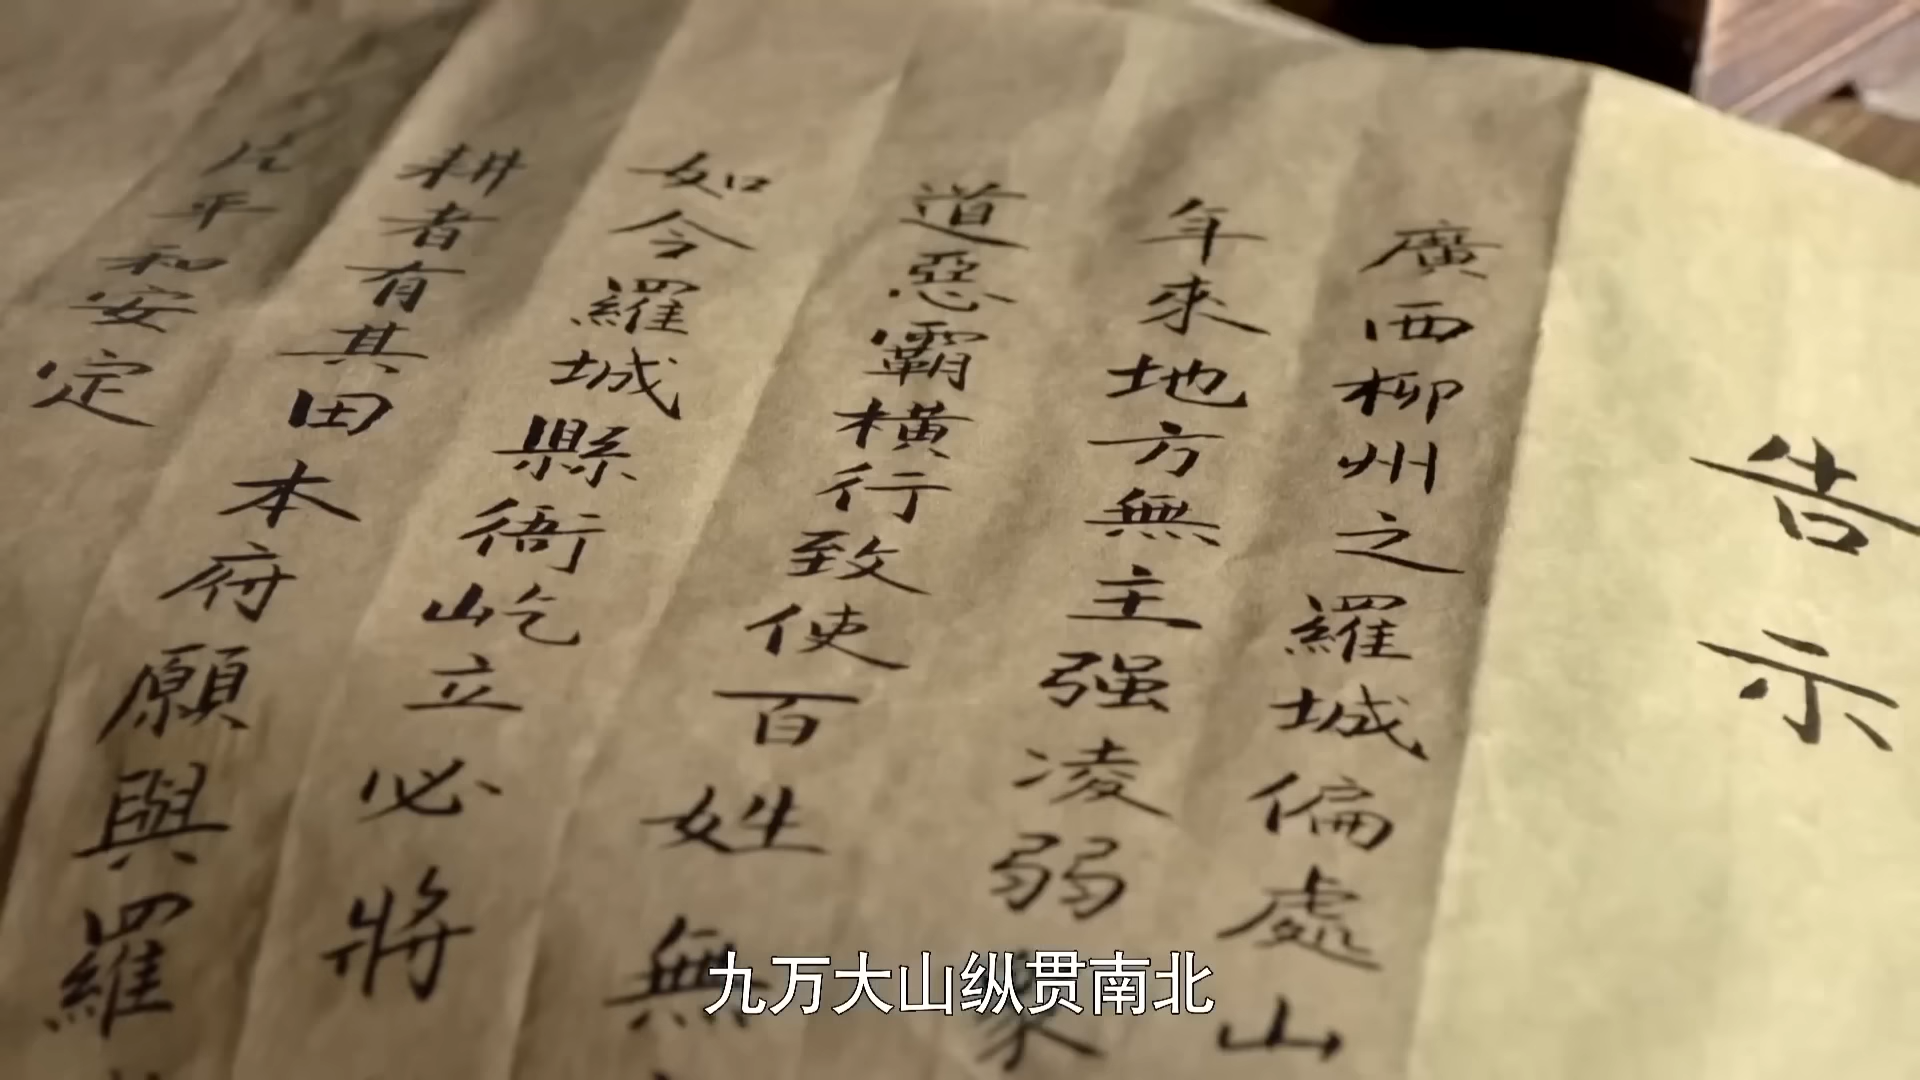 告示
廣西柳州之羅城偏處山
年來地方無主强凌弱
道惡霸橫行致使百姓無
如今羅城縣衙屹立必將
耕者有其田本府願與羅
平和安定
九万大山纵贯南北